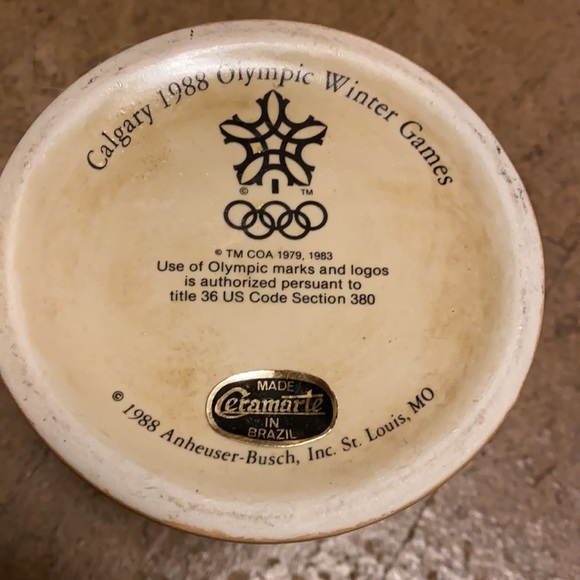 Calgary 1988 Olympic Winter Games
© TM
© TM COA 1979, 1983
Use of Olympic marks and logos
is authorized persuant to
title 36 US Code Section 380
MADE
Ceramarte
IN
BRAZIL
© 1988 Anheuser-Busch, Inc. St. Louis, MO